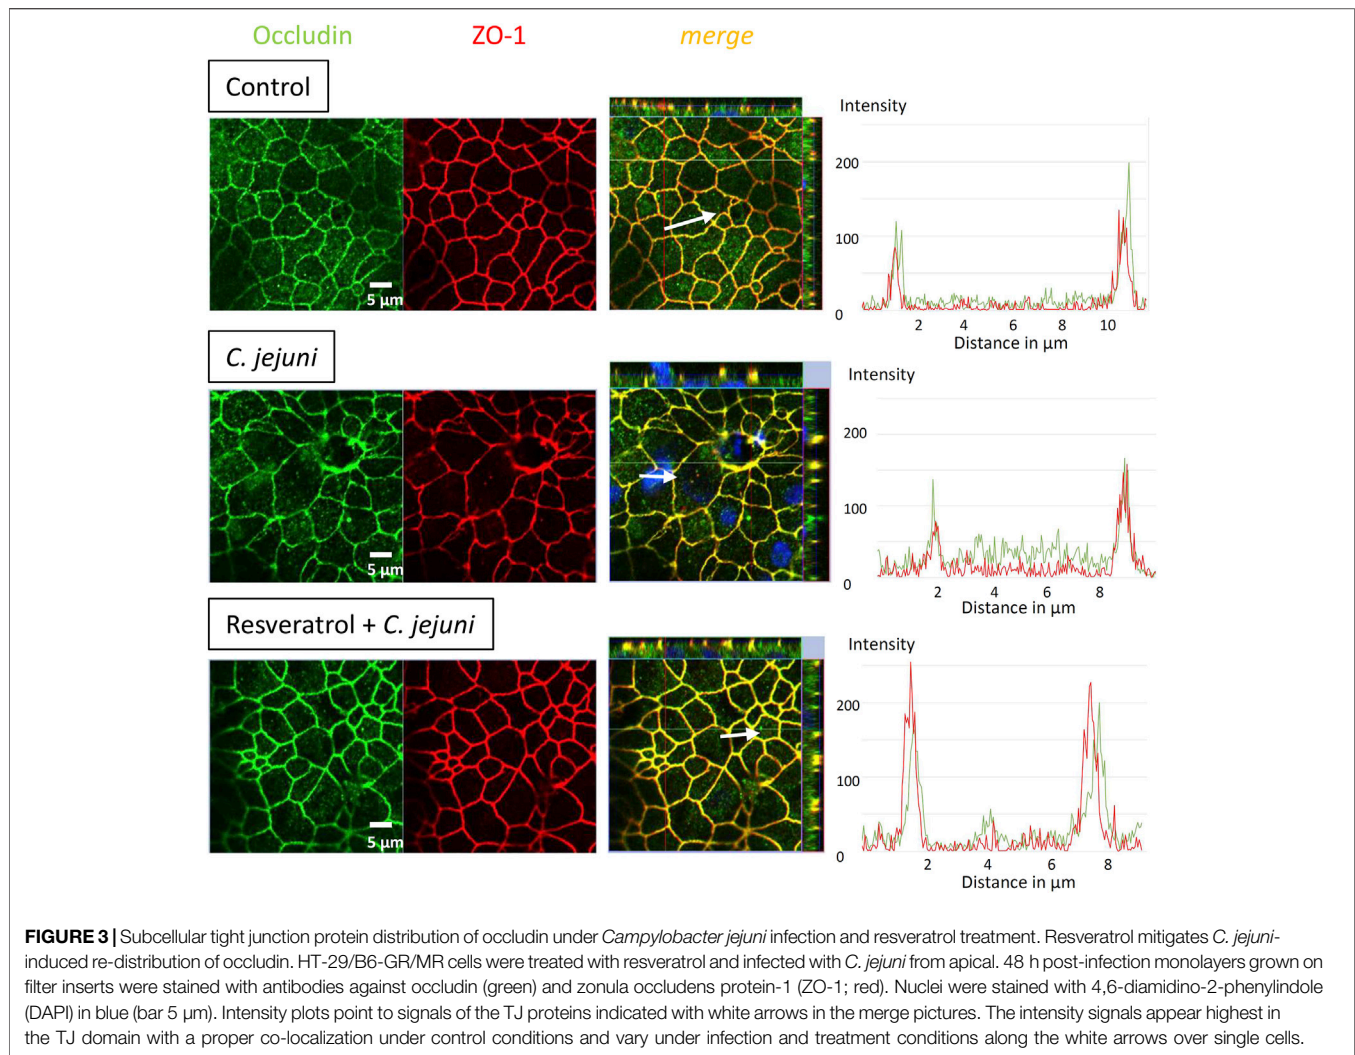 Occludin ZO-1 merge
Control
Intensity
200
100
0
5 µm
2 4 6 8 10
Distance in µm
C. jejuni
Intensity
200
100
0
5 µm
2 4 6 8
Distance in µm
Resveratrol + C. jejuni
Intensity
200
100
0
5 µm
2 4 6 8
Distance in µm
FIGURE 3 | Subcellular tight junction protein distribution of occludin under Campylobacter jejuni infection and resveratrol treatment. Resveratrol mitigates C. jejuni-
induced re-distribution of occludin. HT-29/B6-GR/MR cells were treated with resveratrol and infected with C. jejuni from apical. 48 h post-infection monolayers grown on
filter inserts were stained with antibodies against occludin (green) and zonula occludens protein-1 (ZO-1; red). Nuclei were stained with 4,6-diamidino-2-phenylindole
(DAPI) in blue (bar 5 µm). Intensity plots point to signals of the TJ proteins indicated with white arrows in the merge pictures. The intensity signals appear highest in
the TJ domain with a proper co-localization under control conditions and vary under infection and treatment conditions along the white arrows over single cells.